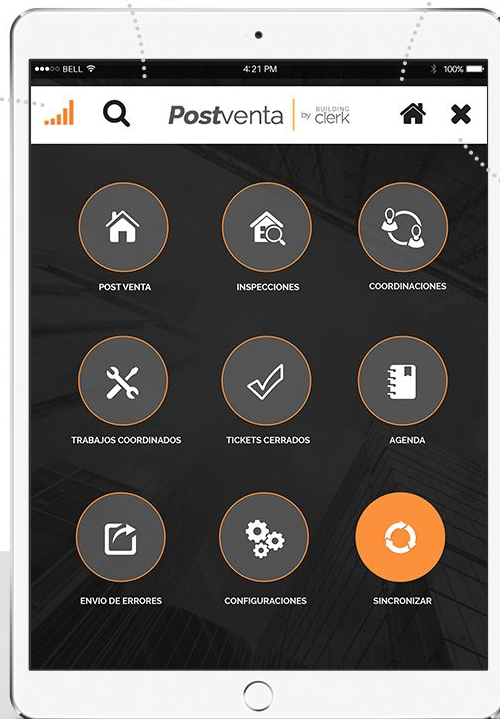 BELL 4:21 PM 100%
Postventa by BUILDING clerk
POST VENTA INSPECCIONES COORDINACIONES
TRABAJOS COORDINADOS TICKETS CERRADOS AGENDA
ENVIO DE ERRORES CONFIGURACIONES SINCRONIZAR